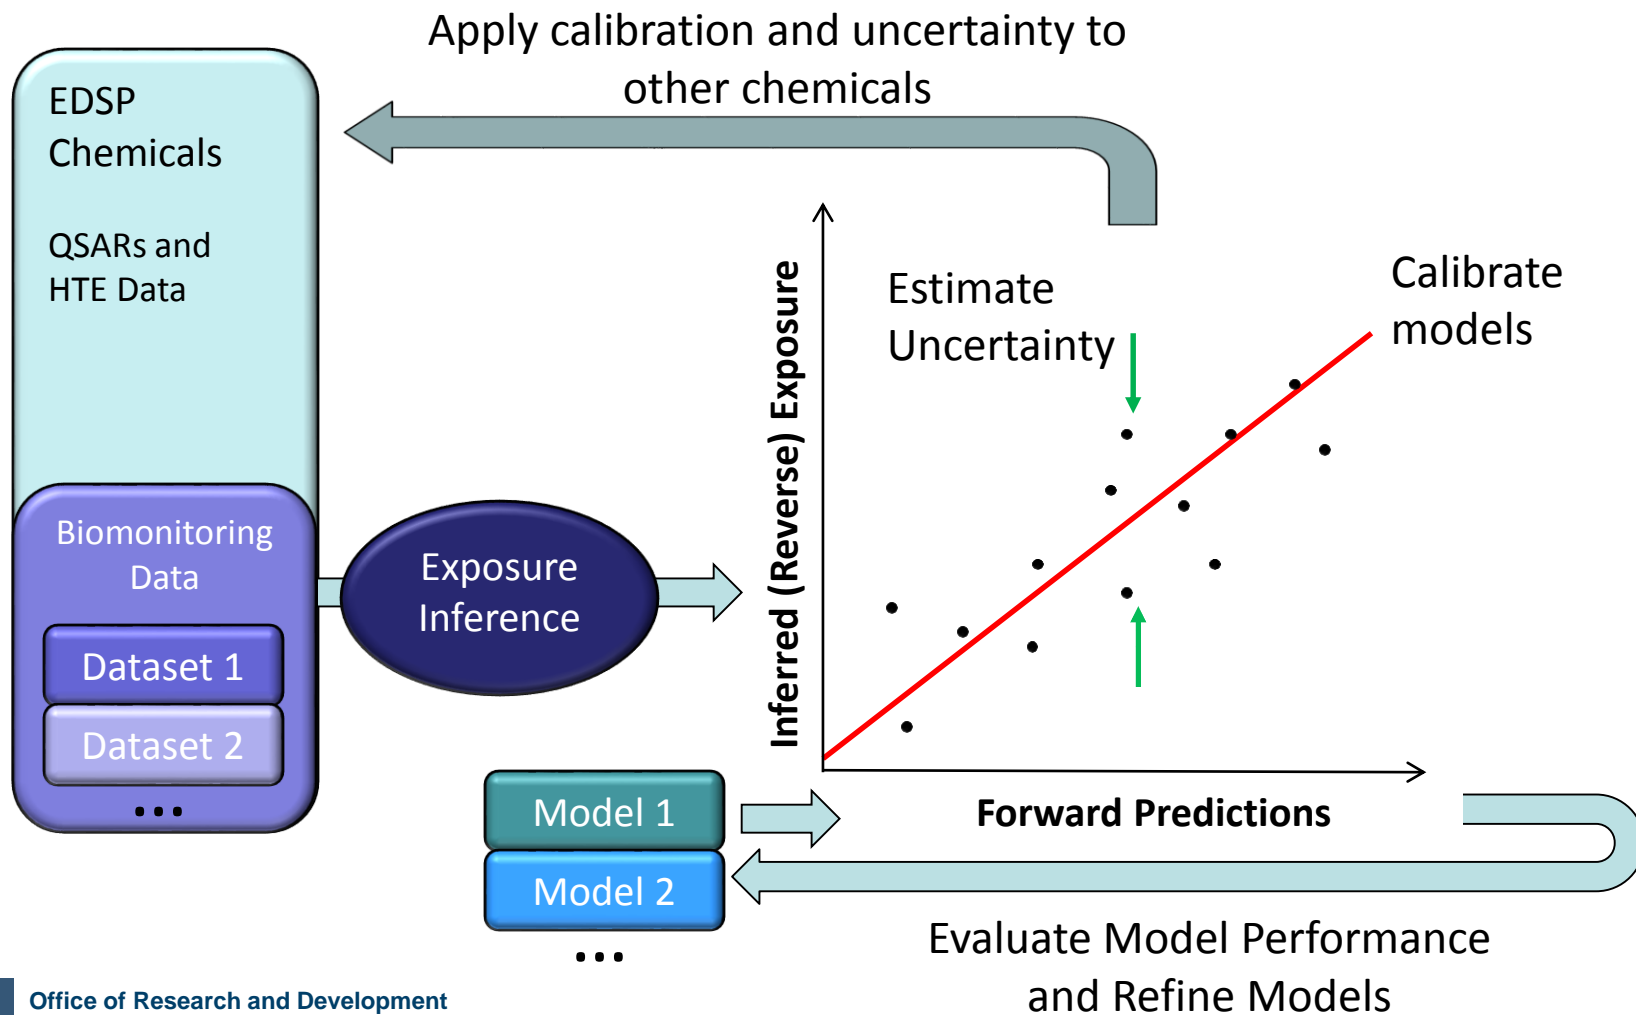 Apply calibration and uncertainty to
other chemicals
EDSP
Chemicals
QSARs and
HTE Data
Biomonitoring
Data
Dataset 1
Dataset 2
...
Exposure
Inference
Inferred (Reverse) Exposure
Estimate
Uncertainty
Calibrate
models
Forward Predictions
Model 1
Model 2
...
Evaluate Model Performance
and Refine Models
Office of Research and Development